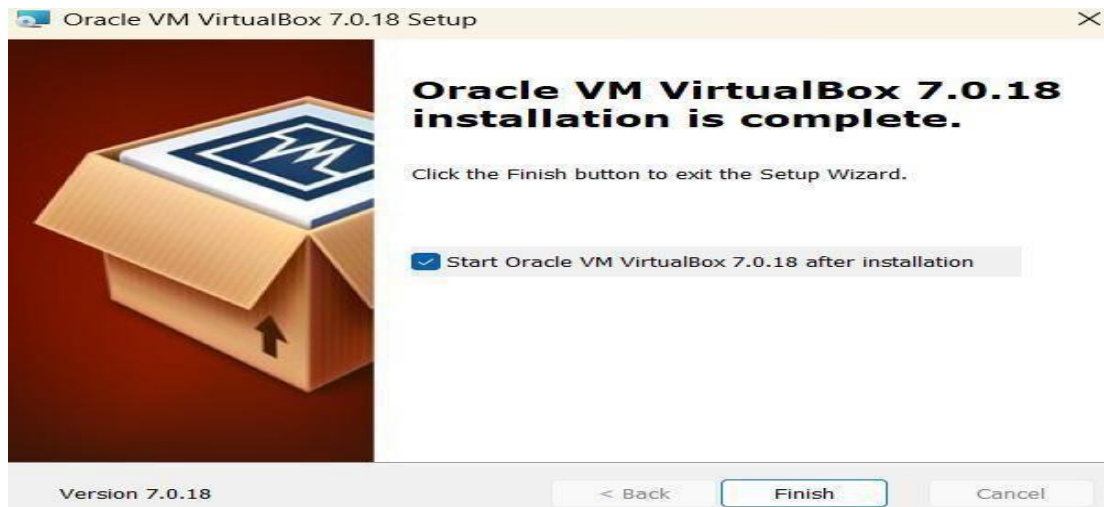 Oracle VM VirtualBox 7.0.18 Setup
Oracle VM VirtualBox 7.0.18
installation is complete.
Click the Finish button to exit the Setup Wizard.
Start Oracle VM VirtualBox 7.0.18 after installation
Version 7.0.18
< Back
Finish
Cancel